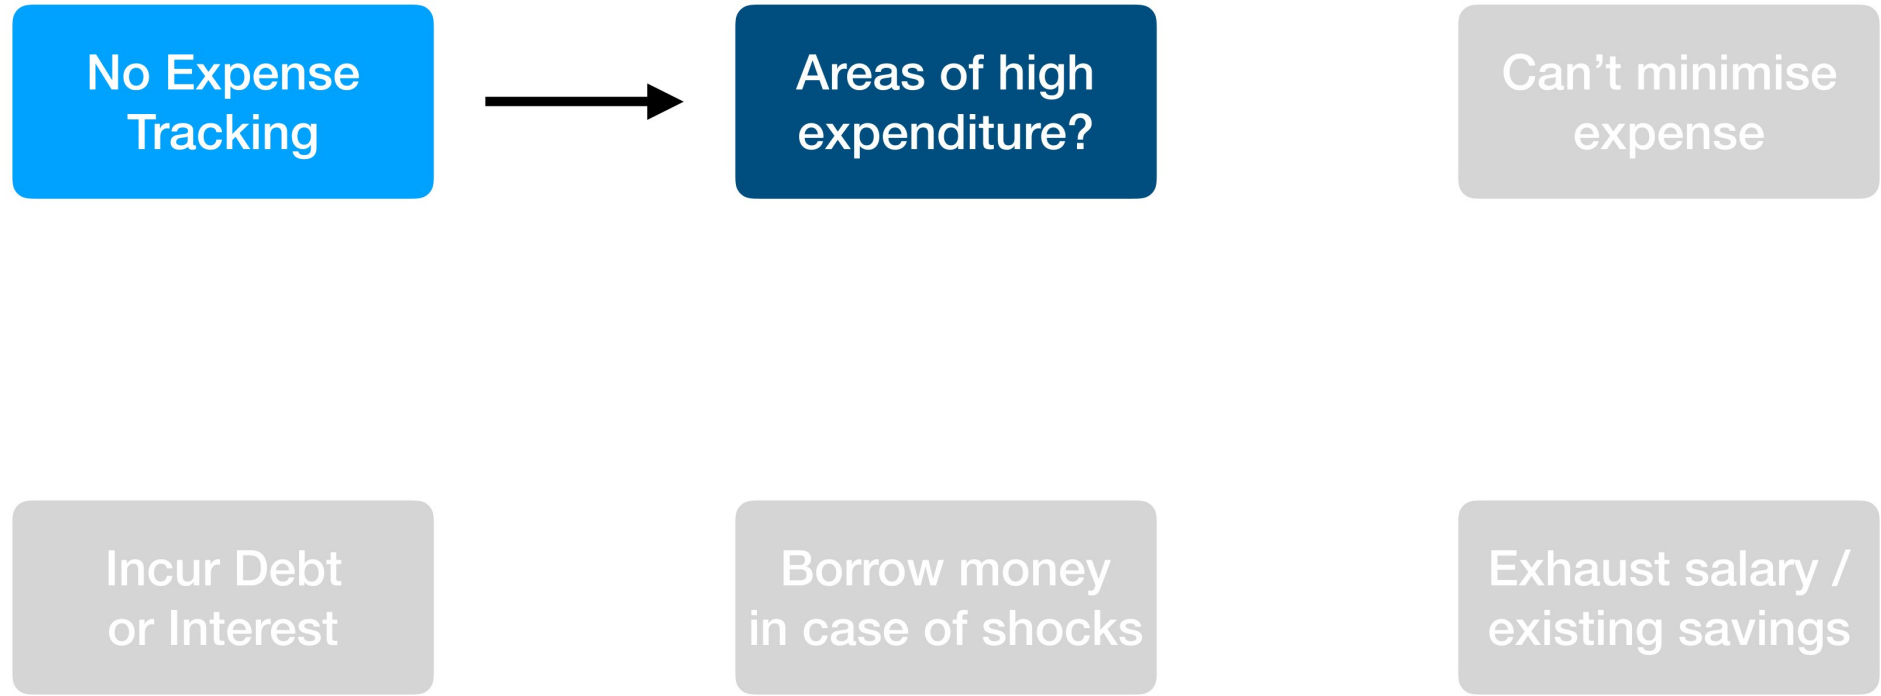 No Expense
Tracking
Areas of high
expenditure?
Can’t minimise
expense
Incur Debt
or Interest
Borrow money
in case of shocks
Exhaust salary /
existing savings